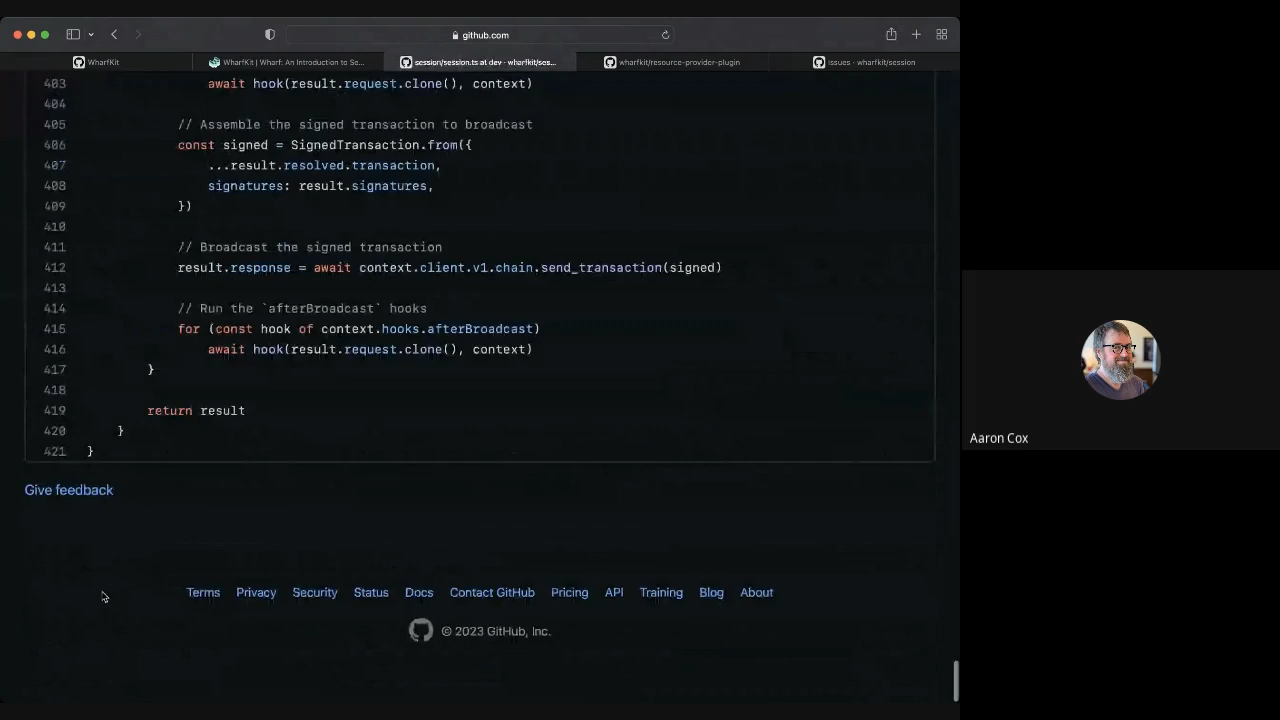 github.com
WharfKit
WharfKit | Wharf: An Introduction to Se...
session/session.ts at dev · wharfkit/ses...
wharfkit/resource-provider-plugin
Issues · wharfkit/session
403 await hook(result.request.clone(), context)
404
405 // Assemble the signed transaction to broadcast
406 const signed = SignedTransaction.from({
407 ...result.resolved.transaction,
408 signatures: result.signatures,
409 })
410
411 // Broadcast the signed transaction
412 result.response = await context.client.v1.chain.send_transaction(signed)
413
414 // Run the `afterBroadcast` hooks
415 for (const hook of context.hooks.afterBroadcast)
416 await hook(result.request.clone(), context)
417 }
418
419 return result
420 }
421 }
Give feedback
Terms Privacy Security Status Docs Contact GitHub Pricing API Training Blog About
© 2023 GitHub, Inc.
Aaron Cox